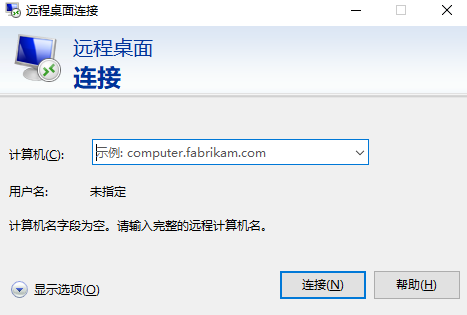 远程桌面连接
远程桌面
连接
计算机(C): 示例: computer.fabrikam.com
用户名: 未指定
计算机名字段为空。请输入完整的远程计算机名。
显示选项(O) 连接(N) 帮助(H)